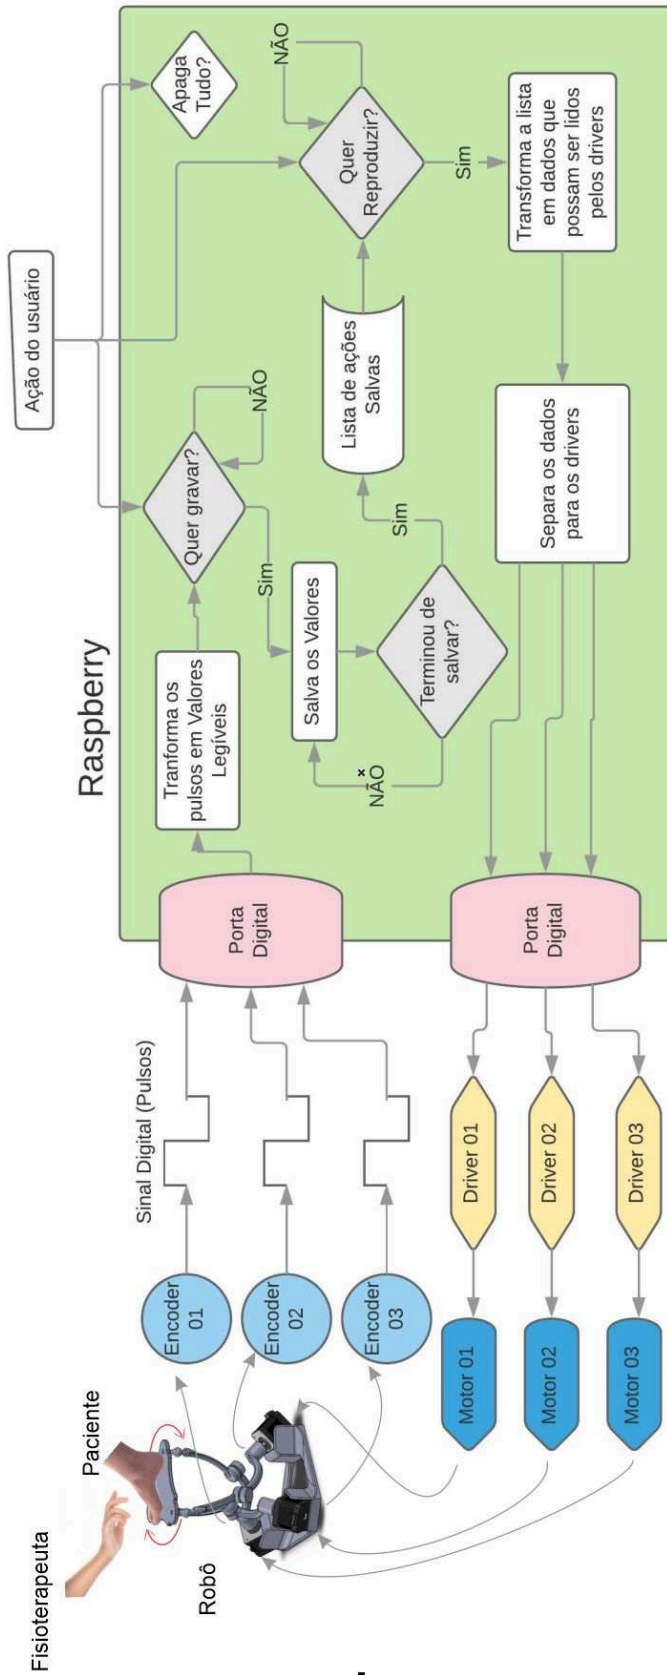 Fisioterapeuta
Paciente
Robô
Encoder
01
Encoder
02
Encoder
03
Sinal Digital (Pulsos)
Porta
Digital
Raspberry
Tranforma os
pulsos em Valores
Legíveis
Quer gravar?
NÃO
Sim
Salva os Valores
Terminou de
salvar?
NÃO
Sim
Lista de ações
Salvas
Ação do usuário
Apaga
Tudo?
Quer
Reproduzir?
NÃO
Sim
Transforma a lista
em dados que
possam ser lidos
pelos drivers
Separa os dados
para os drivers
Porta
Digital
Driver 01
Driver 02
Driver 03
Motor 01
Motor 02
Motor 03